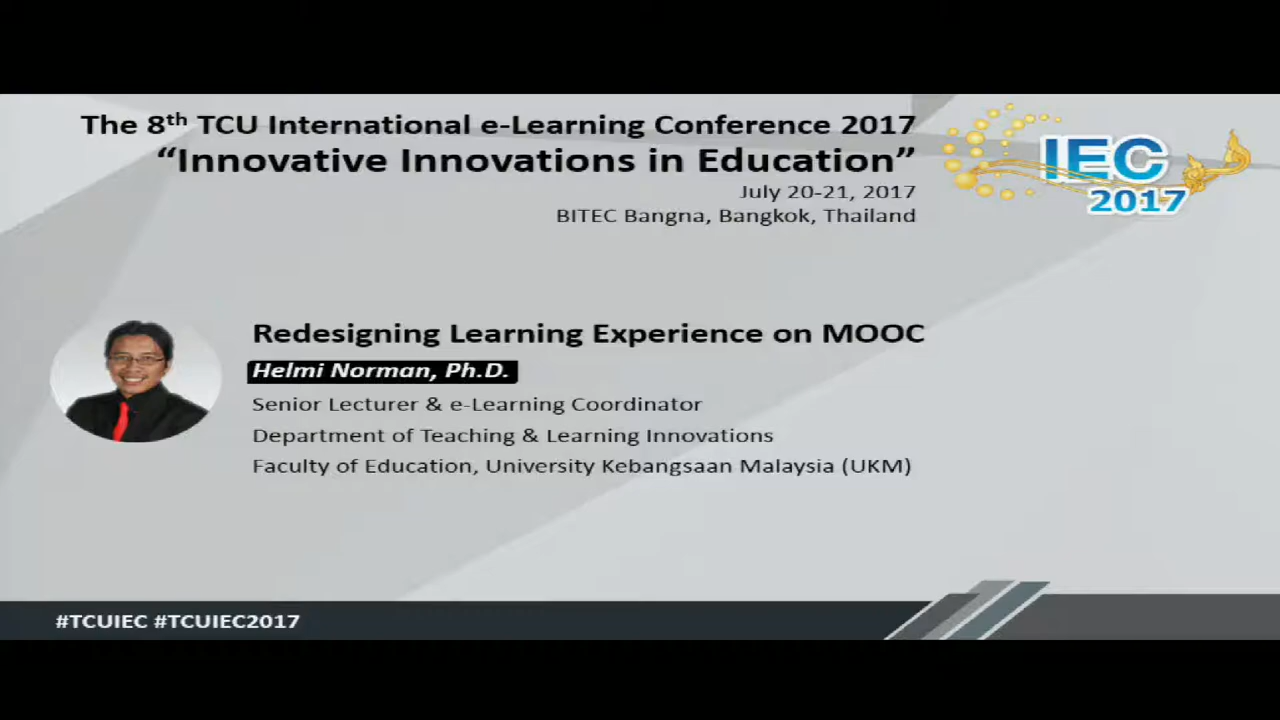 The 8th TCU International e-Learning Conference 2017
“Innovative Innovations in Education”
July 20-21, 2017
BITEC Bangna, Bangkok, Thailand
IEC
2017
Redesigning Learning Experience on MOOC
Helmi Norman, Ph.D.
Senior Lecturer & e-Learning Coordinator
Department of Teaching & Learning Innovations
Faculty of Education, University Kebangsaan Malaysia (UKM)
#TCUIEC #TCUIEC2017